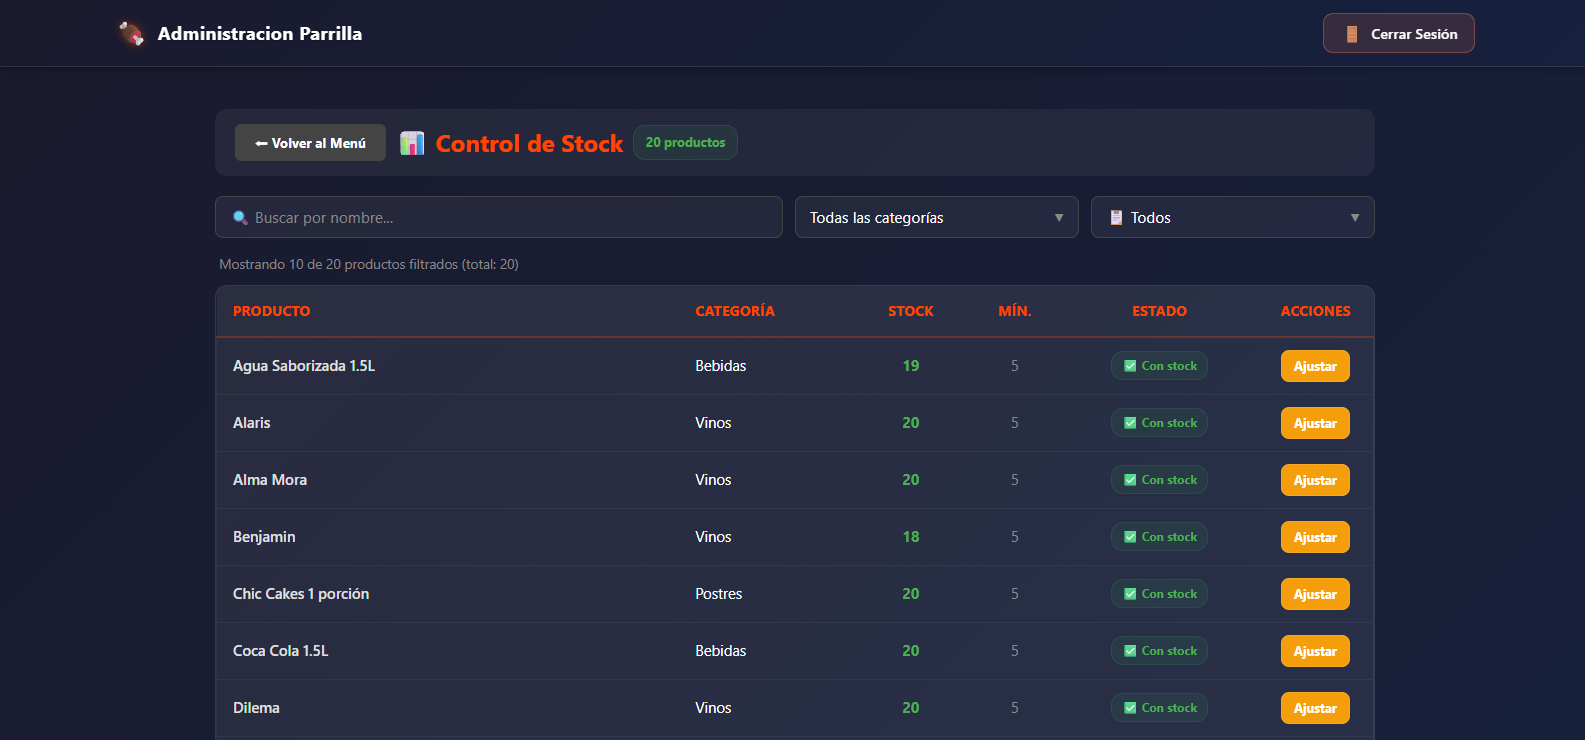 Administracion Parrilla
Cerrar Sesión
← Volver al Menú
Control de Stock
20 productos
Buscar por nombre...
Todas las categorías
Todos
Mostrando 10 de 20 productos filtrados (total: 20)
PRODUCTO CATEGORÍA STOCK MÍN. ESTADO ACCIONES
Agua Saborizada 1.5L Bebidas 19 5 Con stock Ajustar
Alaris Vinos 20 5 Con stock Ajustar
Alma Mora Vinos 20 5 Con stock Ajustar
Benjamin Vinos 18 5 Con stock Ajustar
Chic Cakes 1 porción Postres 20 5 Con stock Ajustar
Coca Cola 1.5L Bebidas 20 5 Con stock Ajustar
Dilema Vinos 20 5 Con stock Ajustar